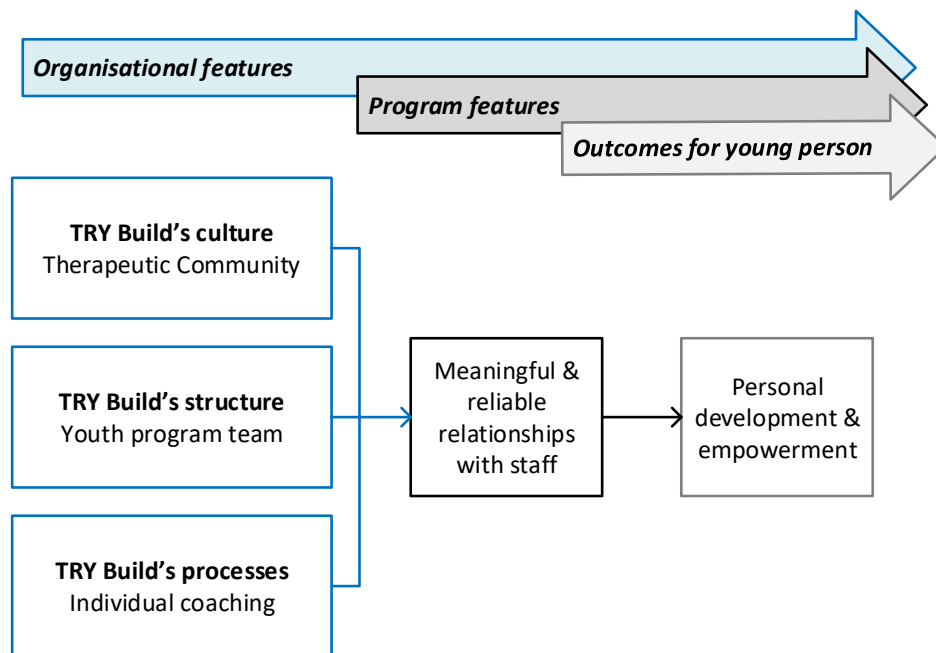 Organisational features
Program features
Outcomes for young person
TRY Build’s culture
Therapeutic Community
TRY Build’s structure
Youth program team
TRY Build’s processes
Individual coaching
Meaningful &
reliable
relationships
with staff
Personal
development &
empowerment